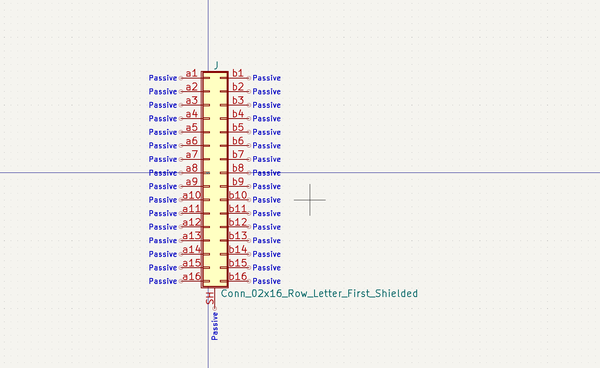 J
Passive a1 b1 Passive
Passive a2 b2 Passive
Passive a3 b3 Passive
Passive a4 b4 Passive
Passive a5 b5 Passive
Passive a6 b6 Passive
Passive a7 b7 Passive
Passive a8 b8 Passive
Passive a9 b9 Passive
Passive a10 b10 Passive
Passive a11 b11 Passive
Passive a12 b12 Passive
Passive a13 b13 Passive
Passive a14 b14 Passive
Passive a15 b15 Passive
Passive a16 b16 Passive
SH
Conn_02x16_Row_Letter_First_Shielded
Passive